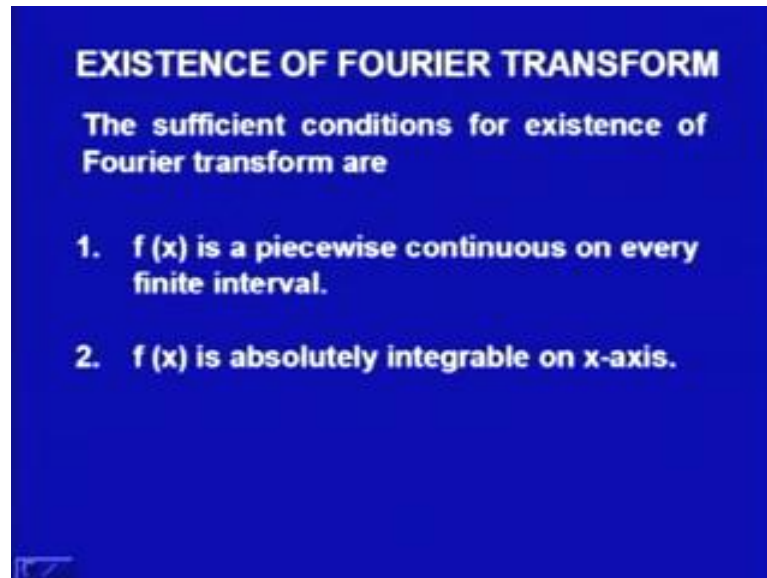 EXISTENCE OF FOURIER TRANSFORM
The sufficient conditions for existence of
Fourier transform are
1. f (x) is a piecewise continuous on every
finite interval.
2. f (x) is absolutely integrable on x-axis.